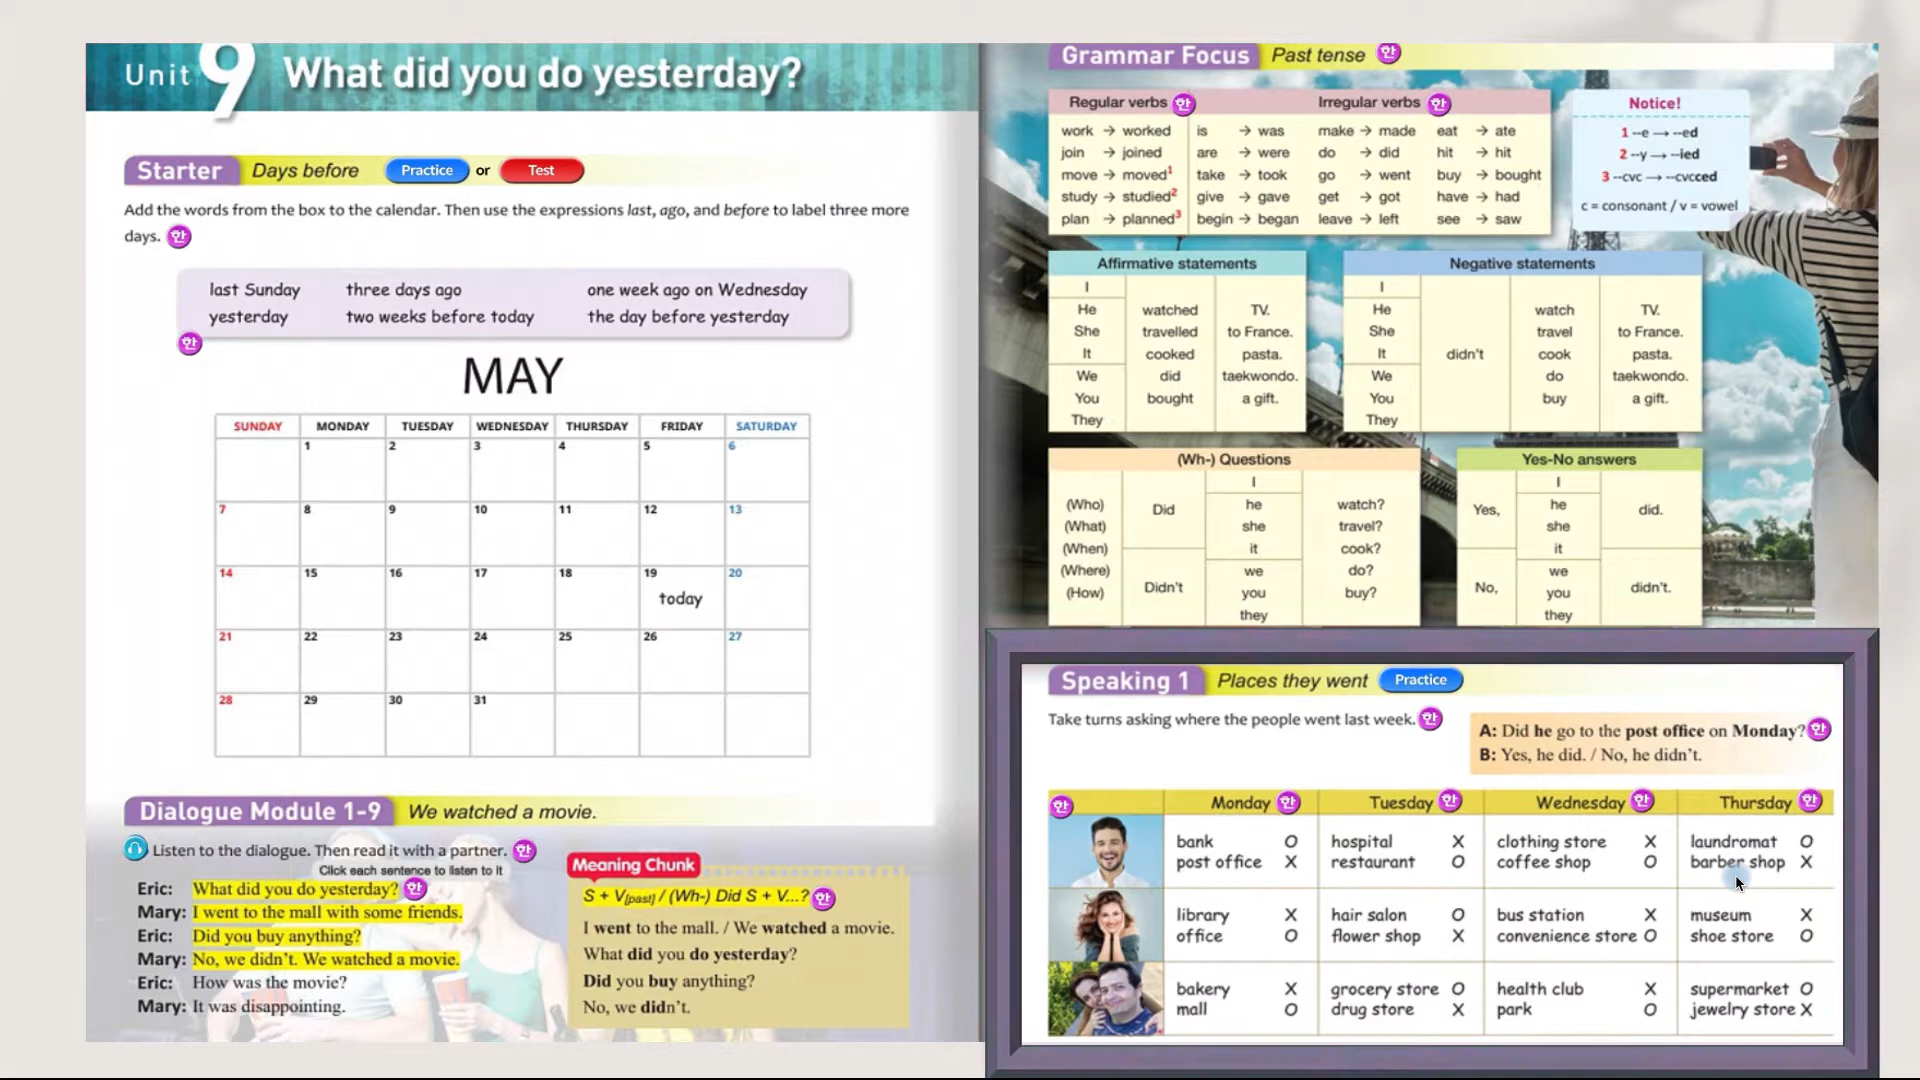 Unit 9 What did you do yesterday?
Starter Days before Practice or Test
Add the words from the box to the calendar. Then use the expressions last, ago, and before to label three more
days. 한
last Sunday three days ago one week ago on Wednesday
yesterday two weeks before today the day before yesterday
한
MAY
SUNDAY MONDAY TUESDAY WEDNESDAY THURSDAY FRIDAY SATURDAY
1 2 3 4 5 6
7 8 9 10 11 12 13
14 15 16 17 18 19 20
today
21 22 23 24 25 26 27
28 29 30 31
Dialogue Module 1-9 We watched a movie.
Listen to the dialogue. Then read it with a partner. 한
Click each sentence to listen to it
Eric: What did you do yesterday? 한
Mary: I went to the mall with some friends.
Eric: Did you buy anything?
Mary: No, we didn't. We watched a movie.
Eric: How was the movie?
Mary: It was disappointing.
Meaning Chunk
S + V[past] / (Wh-) Did S + V...? 한
I went to the mall. / We watched a movie.
What did you do yesterday?
Did you buy anything?
No, we didn't.
Grammar Focus Past tense 한
Regular verbs 한 Irregular verbs 한
work → worked is → was make → made eat → ate
join → joined are → were do → did hit → hit
move → moved1 take → took go → went buy → bought
study → studied2 give → gave get → got have → had
plan → planned3 begin → began leave → left see → saw
Notice!
1 --e → --ed
2 --y → --ied
3 --cvc → --cvcced
c = consonant / v = vowel
Affirmative statements
I
He watched TV.
She travelled to France.
It cooked pasta.
We did taekwondo.
You bought a gift.
They
Negative statements
I
He watch TV.
She travel to France.
It didn't cook pasta.
We do taekwondo.
You buy a gift.
They
(Wh-) Questions
I
(Who) Did he watch?
(What) she travel?
(When) it cook?
(Where) we do?
(How) Didn't you buy?
they
Yes-No answers
I
Yes, he did.
she
it
we
No, you didn't.
they
Speaking 1 Places they went Practice
Take turns asking where the people went last week. 한
A: Did he go to the post office on Monday? 한
B: Yes, he did. / No, he didn't.
한 Monday 한 Tuesday 한 Wednesday 한 Thursday 한
bank O hospital X clothing store X laundromat O
post office X restaurant O coffee shop O barber shop X
library X hair salon O bus station X museum X
office O flower shop X convenience store O shoe store O
bakery X grocery store O health club X supermarket O
mall O drug store X park O jewelry store X